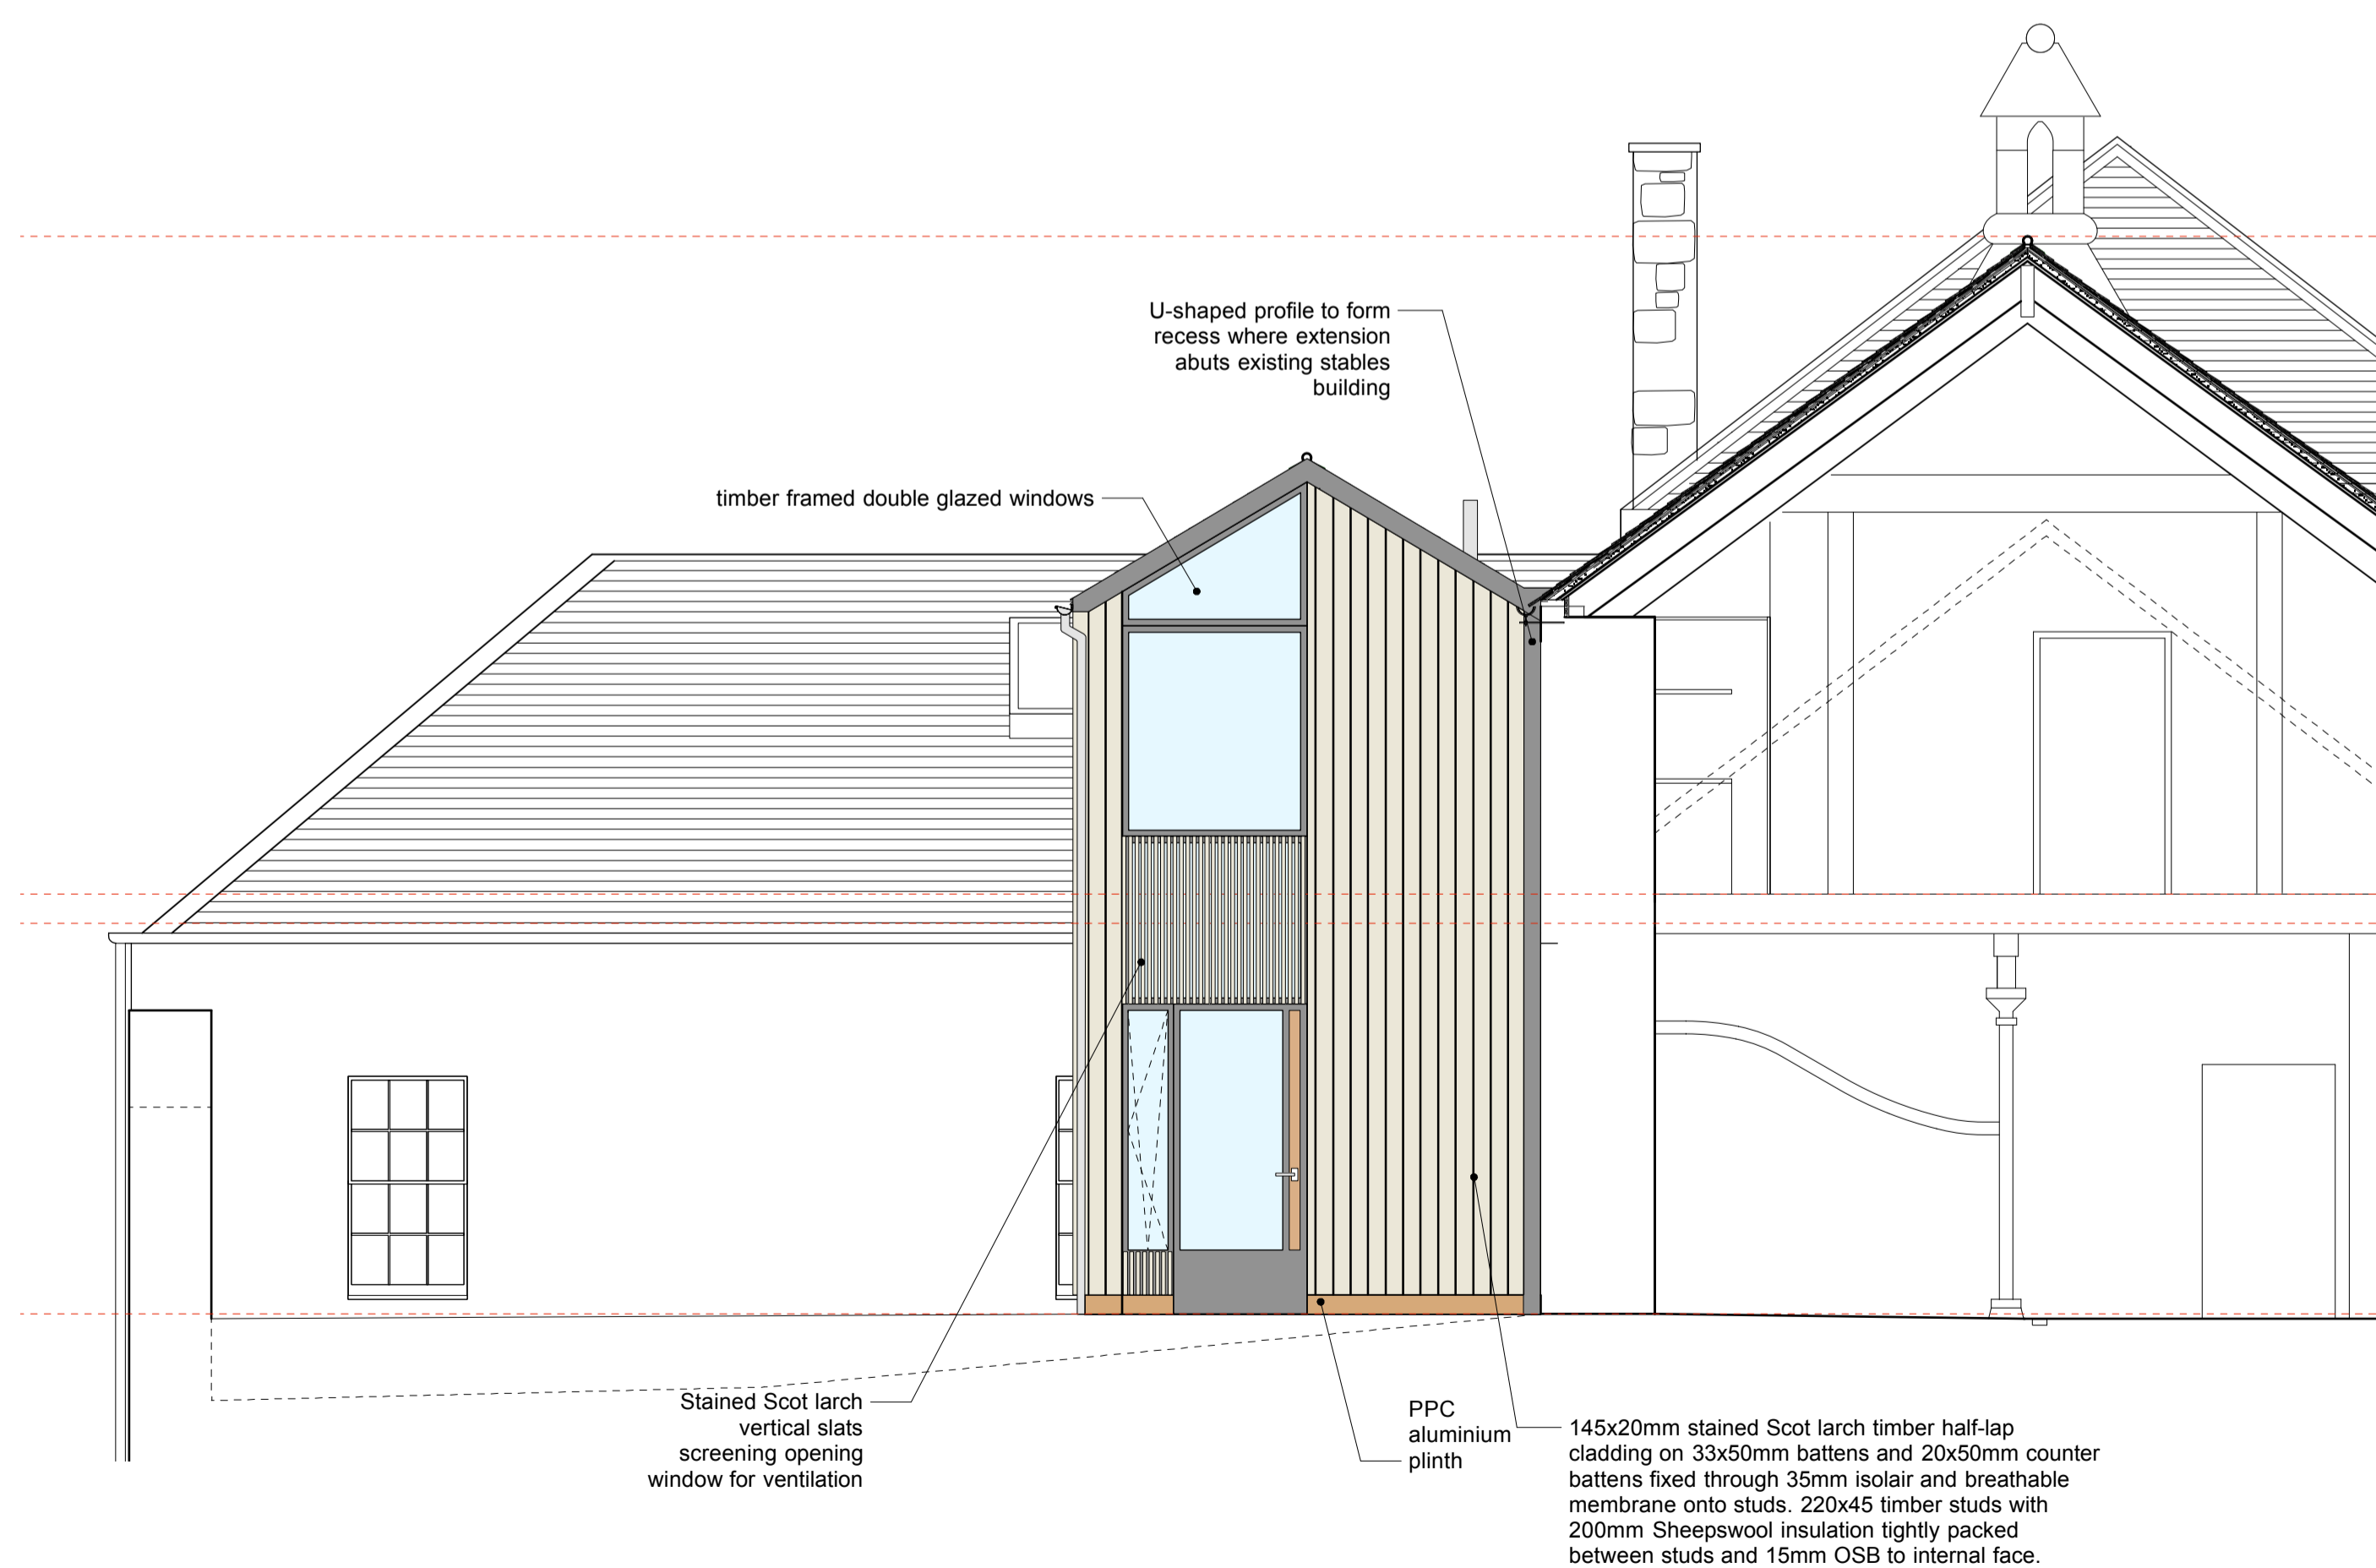 U-shaped profile to form
recess where extension
abuts existing stables
building
timber framed double glazed windows
Stained Scot larch
vertical slats
screening opening
window for ventilation
PPC
aluminium
plinth
145x20mm stained Scot larch timber half-lap
cladding on 33x50mm battens and 20x50mm counter
battens fixed through 35mm isolair and breathable
membrane onto studs. 220x45 timber studs with
200mm Sheepswool insulation tightly packed
between studs and 15mm OSB to internal face.